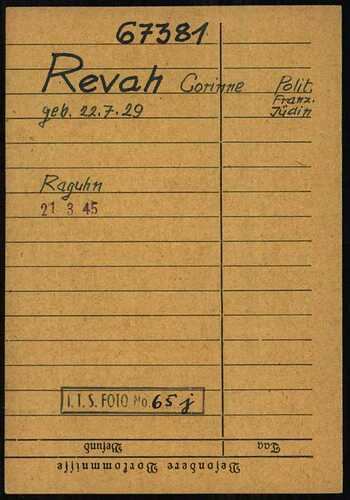 67381
Revah Corinne Polit.
Franz.
geb. 22.7.29 Jüdin
Raguhn
21 3 45
I.T.S. FOTO No. 65 j
Befund Tag
Besondere Vorkommnisse